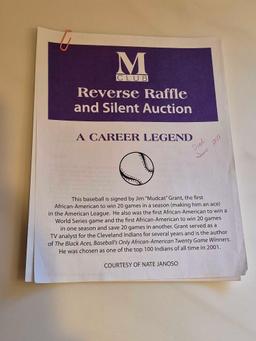 M
CLUB
Reverse Raffle
and Silent Auction
A CAREER LEGEND
This baseball is signed by Jim "Mudcat" Grant, the first
African-American to win 20 games in a season (making him an ace)
in the American League. He also was the first African-American to win a
World Series game and the first African-American to win 20 games
in one season and save 20 games in another. Grant served as a
TV analyst for the Cleveland Indians for several years and is the author
of The Black Aces, Baseball's Only African-American Twenty Game Winners.
He was chosen as one of the top 100 Indians of all time in 2001.
COURTESY OF NATE JANOSO